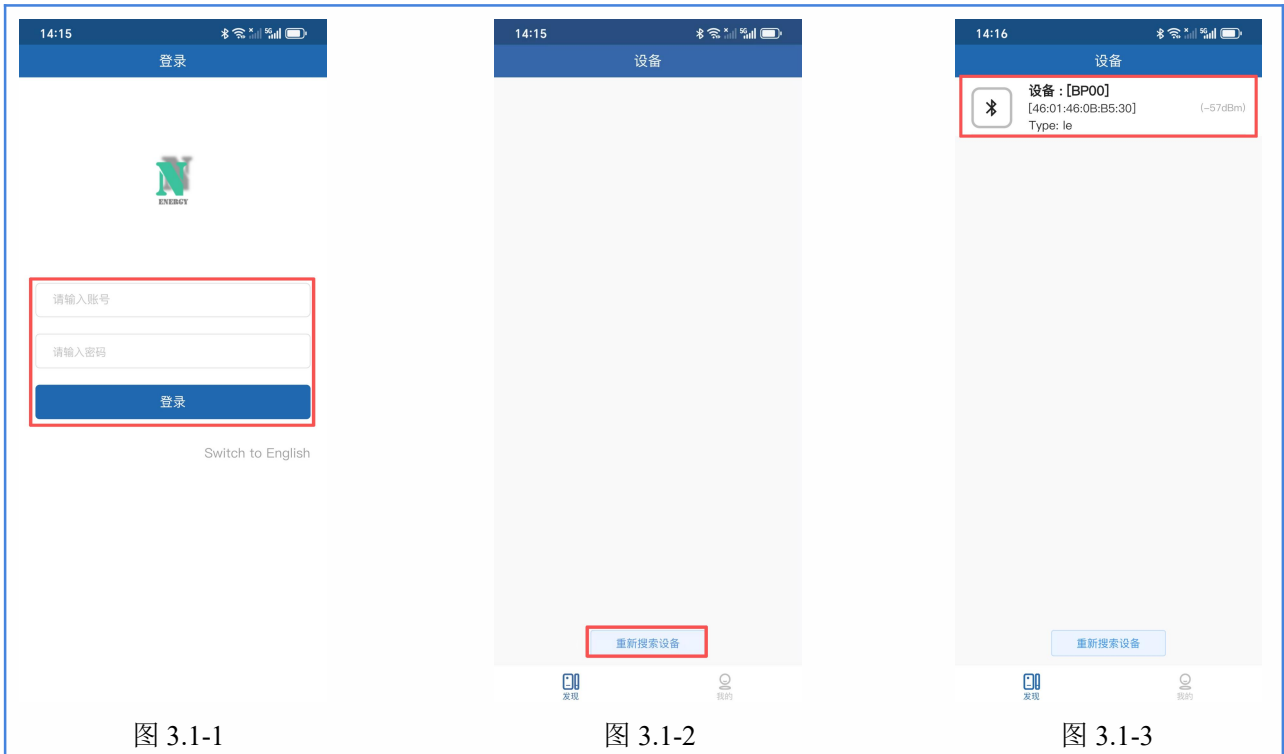 14:15
登录
N
ENERGY
请输入账号
请输入密码
登录
Switch to English
图 3.1-1
14:15
设备
重新搜索设备
发现
我的
图 3.1-2
14:16
设备
设备 : [BP00]
[46:01:46:0B:B5:30]
(-57dBm)
Type: le
重新搜索设备
发现
我的
图 3.1-3